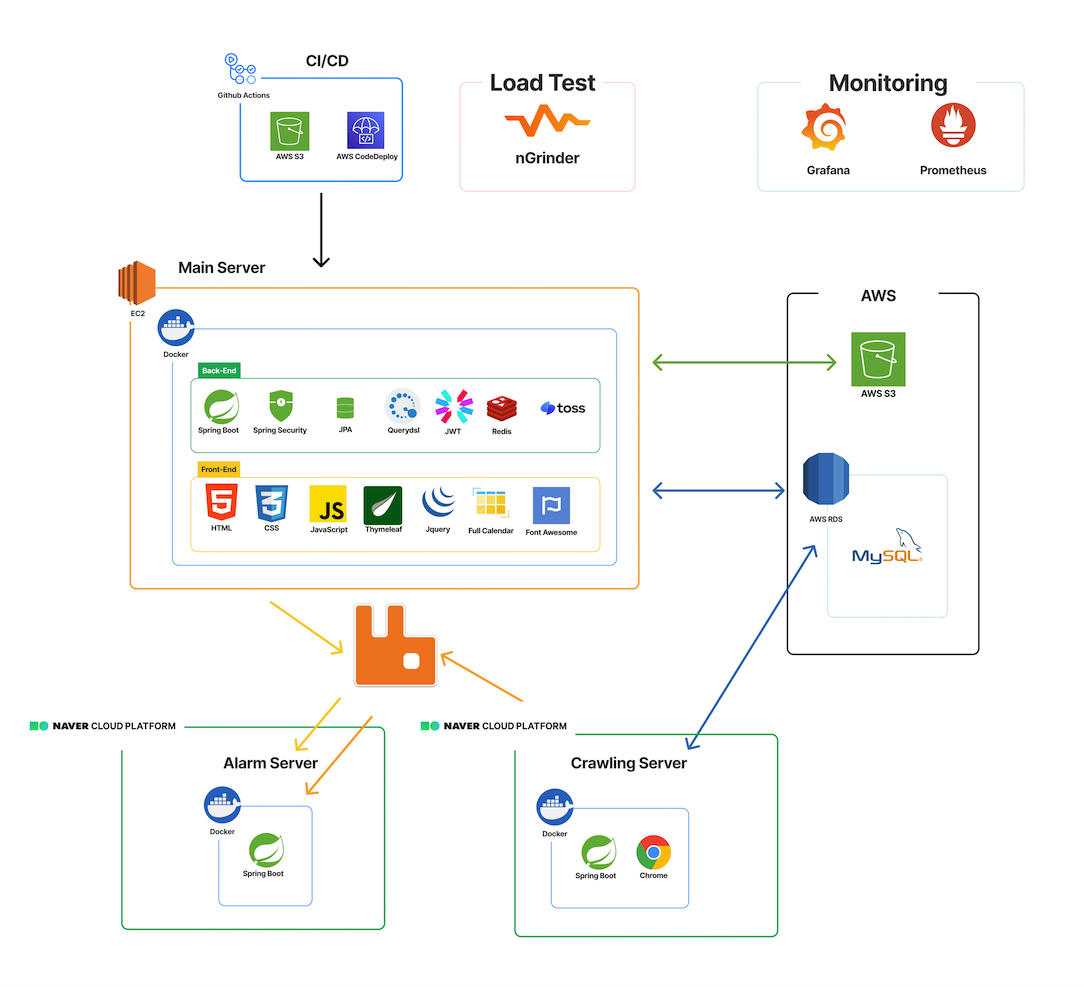 CI/CD
Github Actions
AWS S3
AWS CodeDeploy
Load Test
nGrinder
Monitoring
Grafana
Prometheus
Main Server
EC2
Docker
Back-End
Spring Boot
Spring Security
JPA
Querydsl
JWT
Redis
toss
Front-End
5
HTML
3
CSS
JS
JavaScript
Thymeleaf
Jquery
Full Calendar
Font Awesome
AWS
AWS S3
AWS RDS
MySQL®
NAVER CLOUD PLATFORM
Alarm Server
Docker
Spring Boot
NAVER CLOUD PLATFORM
Crawling Server
Docker
Spring Boot
Chrome